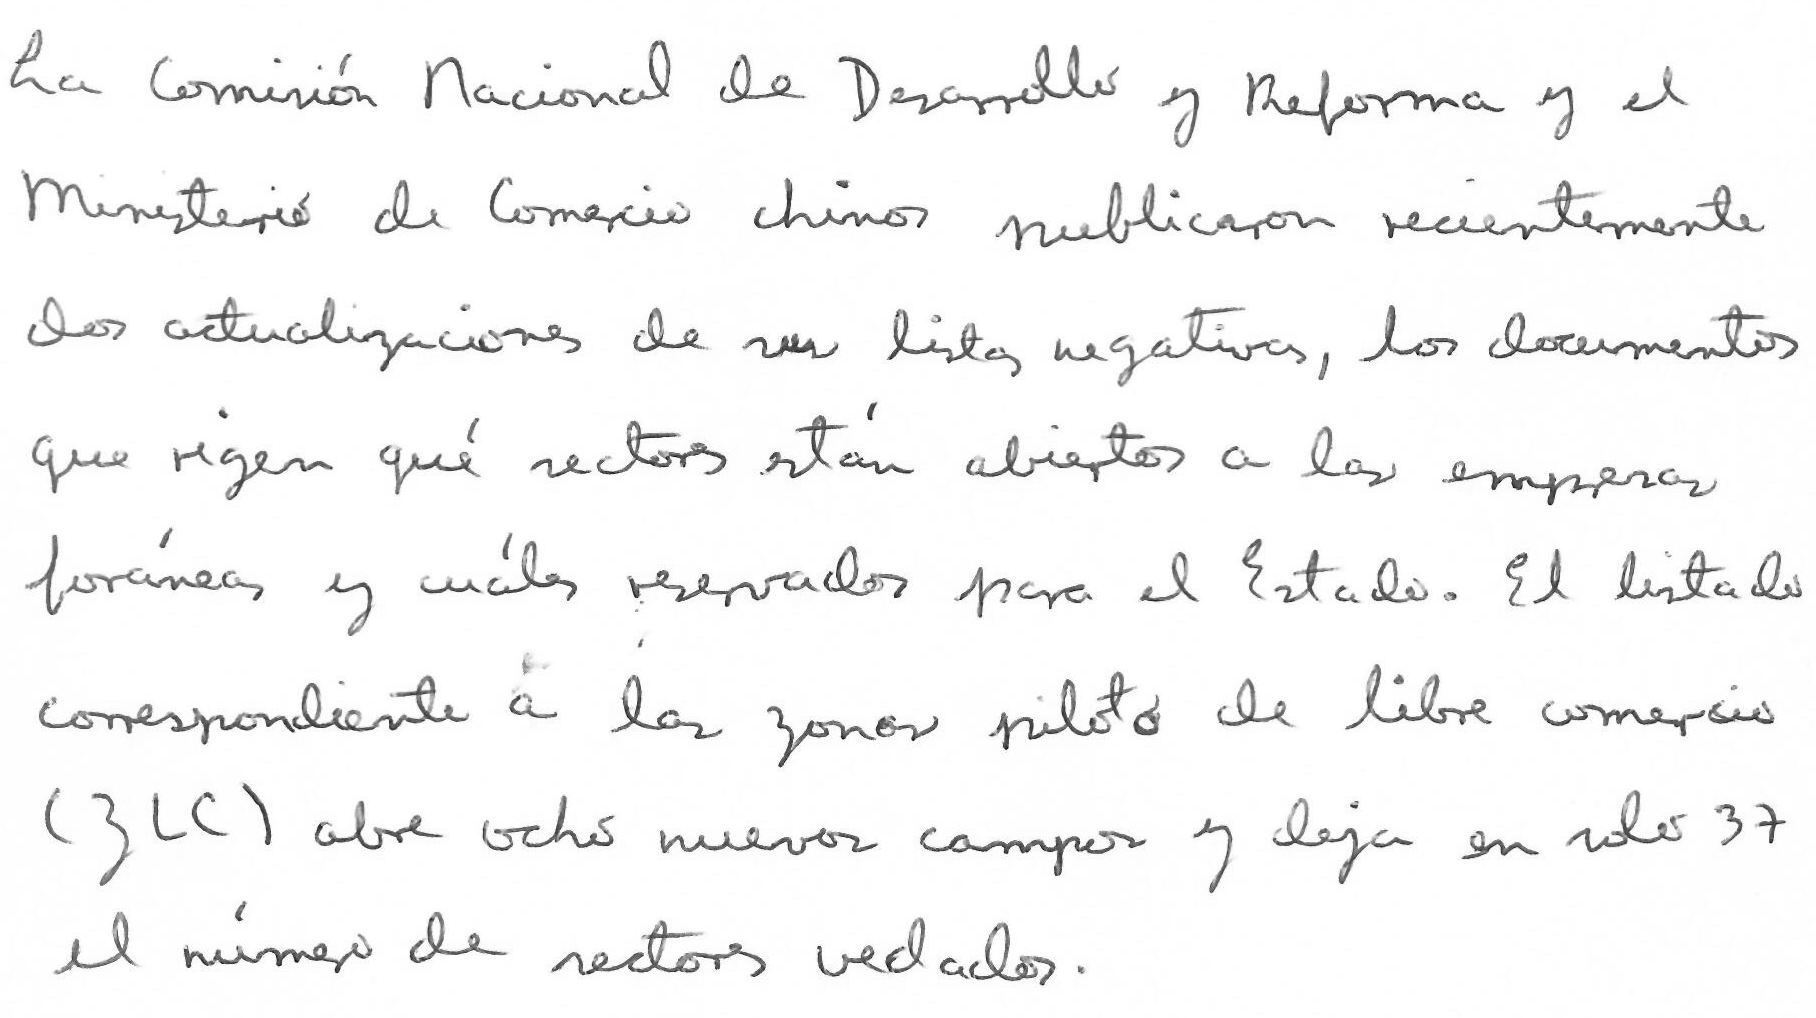 La Comisión Nacional de Desarrollo y Reforma y el
Ministerio de Comercio chinos publicaron recientemente
dos actualizaciones de sus listas negativas, los documentos
que rigen qué sectores están abiertos a las empresas
foráneas y cuáles reservados para el Estado. El listado
correspondiente a las zonas piloto de libre comercio
(ZLC) abre ocho nuevos campos y deja en solo 37
el número de sectores vedados.